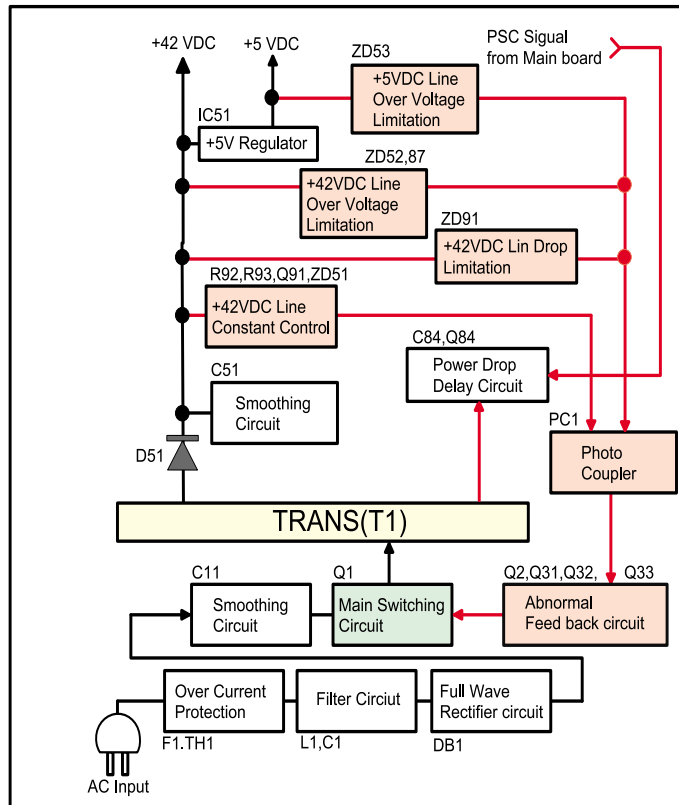 +42 VDC
+5 VDC
ZD53
PSC Sigual
from Main board
+5VDC Line
Over Voltage
Limitation
IC51
+5V Regulator
ZD52,87
+42VDC Line
Over Voltage
Limitation
ZD91
+42VDC Lin Drop
Limitation
R92,R93,Q91,ZD51
+42VDC Line
Constant Control
C84,Q84
Power Drop
Delay Circuit
C51
Smoothing
Circuit
D51
PC1
Photo
Coupler
TRANS(T1)
C11
Smoothing
Circuit
Q1
Main Switching
Circuit
Q2,Q31,Q32, Q33
Abnormal
Feed back circuit
Over Current
Protection
F1.TH1
Filter Circiut
L1,C1
Full Wave
Rectifier circuit
DB1
AC Input